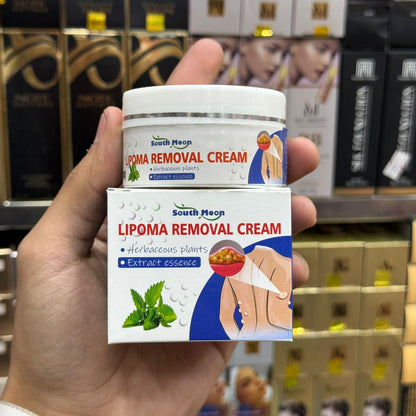 South Moon
LIPOMA REMOVAL CREAM
Herbaceous plants
Extract essence
South Moon
LIPOMA REMOVAL CREAM
Herbaceous plants
Extract essence